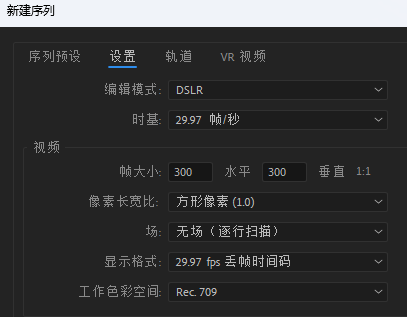 新建序列
序列预设 设置 轨道 VR 视频
编辑模式: DSLR
时基: 29.97 帧/秒
视频
帧大小: 300 水平 300 垂直 1:1
像素长宽比: 方形像素 (1.0)
场: 无场（逐行扫描）
显示格式: 29.97 fps 丢帧时间码
工作色彩空间: Rec. 709